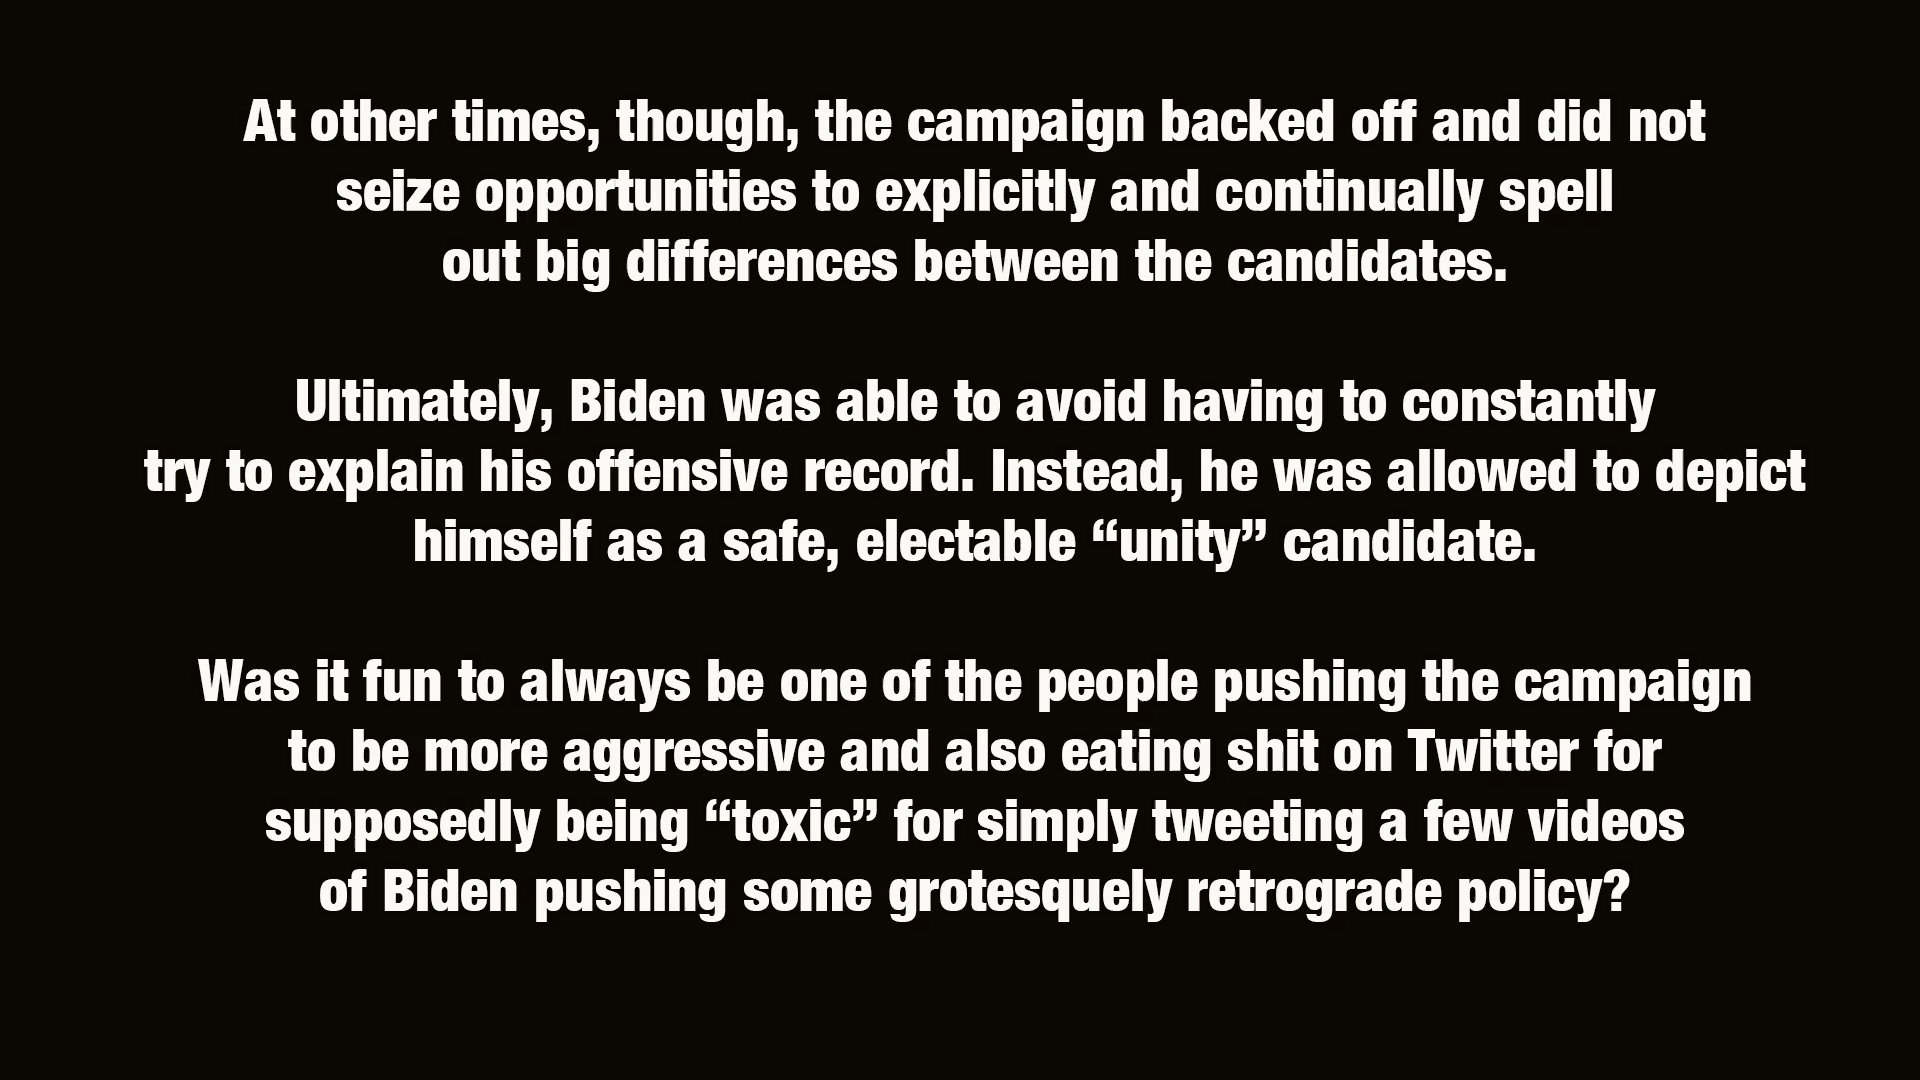 At other times, though, the campaign backed off and did not
seize opportunities to explicitly and continually spell
out big differences between the candidates.
Ultimately, Biden was able to avoid having to constantly
try to explain his offensive record. Instead, he was allowed to depict
himself as a safe, electable “unity” candidate.
Was it fun to always be one of the people pushing the campaign
to be more aggressive and also eating shit on Twitter for
supposedly being “toxic” for simply tweeting a few videos
of Biden pushing some grotesquely retrograde policy?